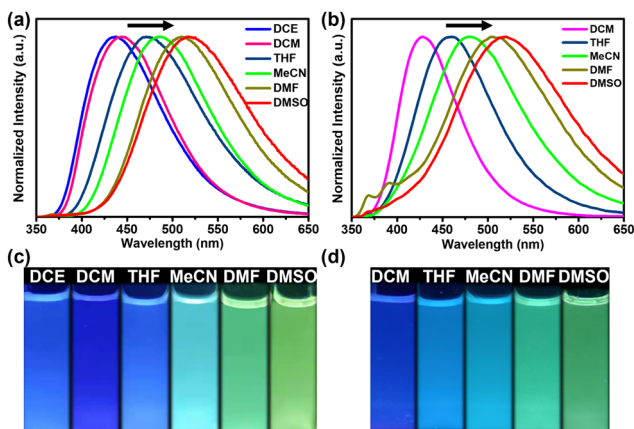 (a)
Normalized Intensity (a.u.)
DCE
DCM
THF
MeCN
DMF
DMSO
350 400 450 500 550 600 650
Wavelength (nm)
(b)
Normalized Intensity (a.u.)
DCM
THF
MeCN
DMF
DMSO
350 400 450 500 550 600 650
Wavelength (nm)
(c)
DCE DCM THF MeCN DMF DMSO
(d)
DCM THF MeCN DMF DMSO